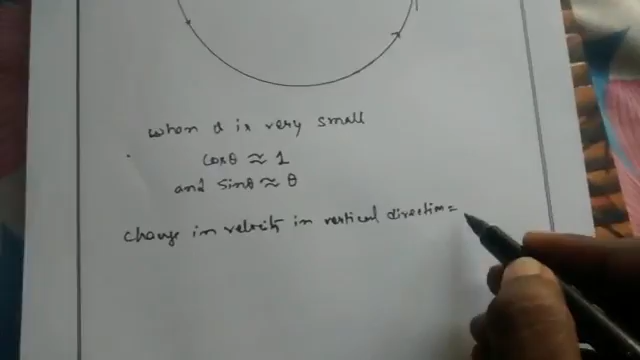 when α is very small
cosθ ≈ 1
and sinθ ≈ θ
change in velocity in vertical direction =